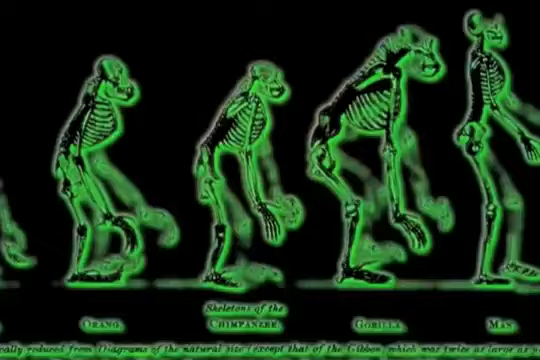 Skeletons of the
ORANG. CHIMPANZEE. GORILLA. MAN
ically reduced from Diagrams of the natural size (except that of the Gibbon, which was twice as large as n